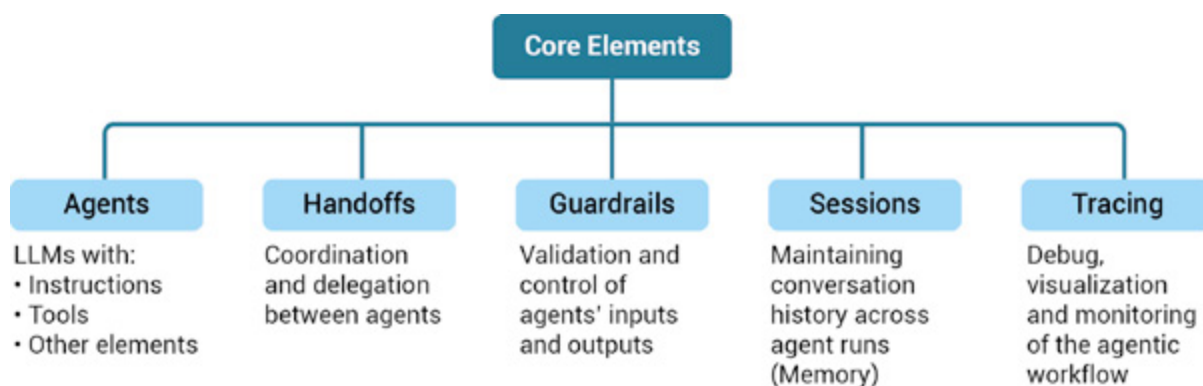 Core Elements
Agents
LLMs with:
• Instructions
• Tools
• Other elements
Handoffs
Coordination
and delegation
between agents
Guardrails
Validation and
control of
agents' inputs
and outputs
Sessions
Maintaining
conversation
history across
agent runs
(Memory)
Tracing
Debug,
visualization
and monitoring
of the agentic
workflow